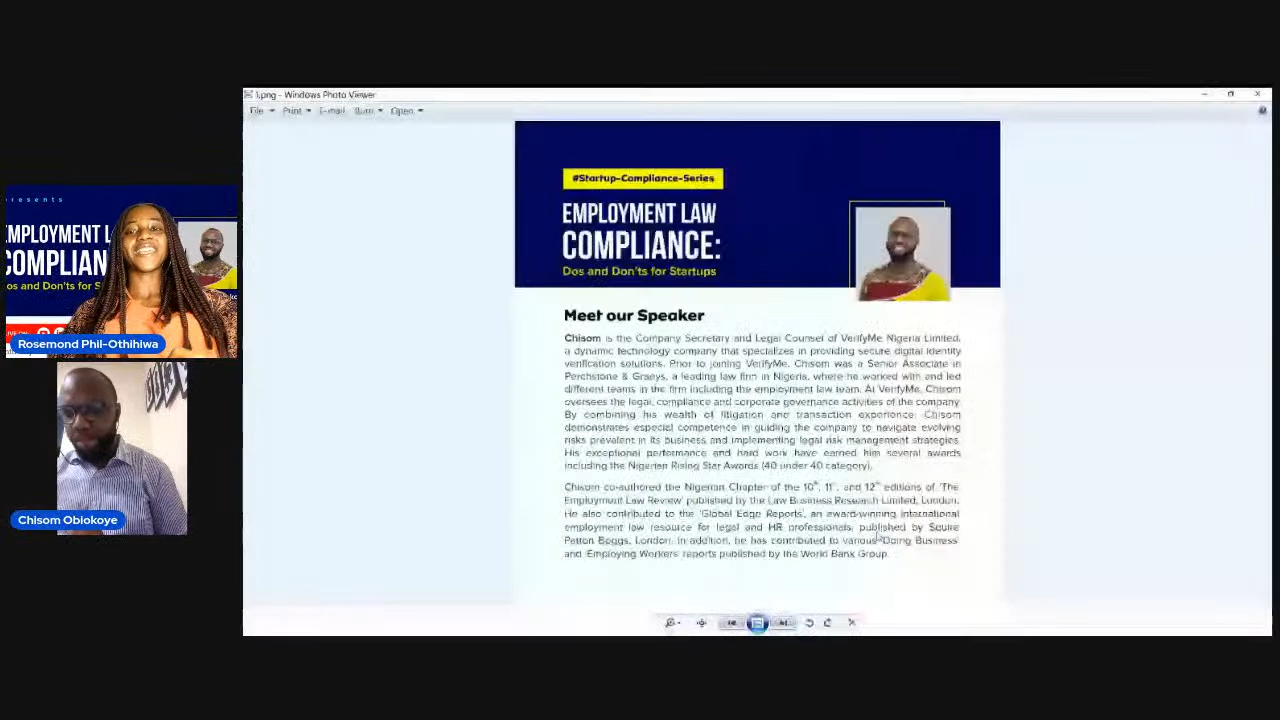 1.png - Windows Photo Viewer
File Print E-mail Burn Open
#Startup-Compliance-Series
EMPLOYMENT LAW
COMPLIANCE:
Dos and Don'ts for Startups
Meet our Speaker
Chisom is the Company Secretary and Legal Counsel of VerifyMe Nigeria Limited,
a dynamic technology company that specializes in providing secure digital identity
verification solutions. Prior to joining VerifyMe, Chisom was a Senior Associate in
Perchstone & Graeys, a leading law firm in Nigeria, where he worked with and led
different teams in the firm including the employment law team. At VerifyMe, Chisom
oversees the legal, compliance and corporate governance activities of the company.
By combining his wealth of litigation and transaction experience, Chisom
demonstrates especial competence in guiding the company to navigate evolving
risks prevalent in its business and implementing legal risk management strategies.
His exceptional performance and hard work have earned him several awards
including the Nigerian Rising Star Awards (40 under 40 category).
Chisom co-authored the Nigerian Chapter of the 10th, 11th, and 12th editions of 'The
Employment Law Review' published by the Law Business Research Limited, London.
He also contributed to the 'Global Edge Reports', an award-winning international
employment law resource for legal and HR professionals, published by Squire
Patton Boggs, London. In addition, he has contributed to various 'Doing Business'
and 'Employing Workers' reports published by the World Bank Group.
resents
EMPLOYMENT L
COMPLIAN
os and Don'ts for S
LIVE ON
Rosemond Phil-Othihiwa
Chisom Obiokoye